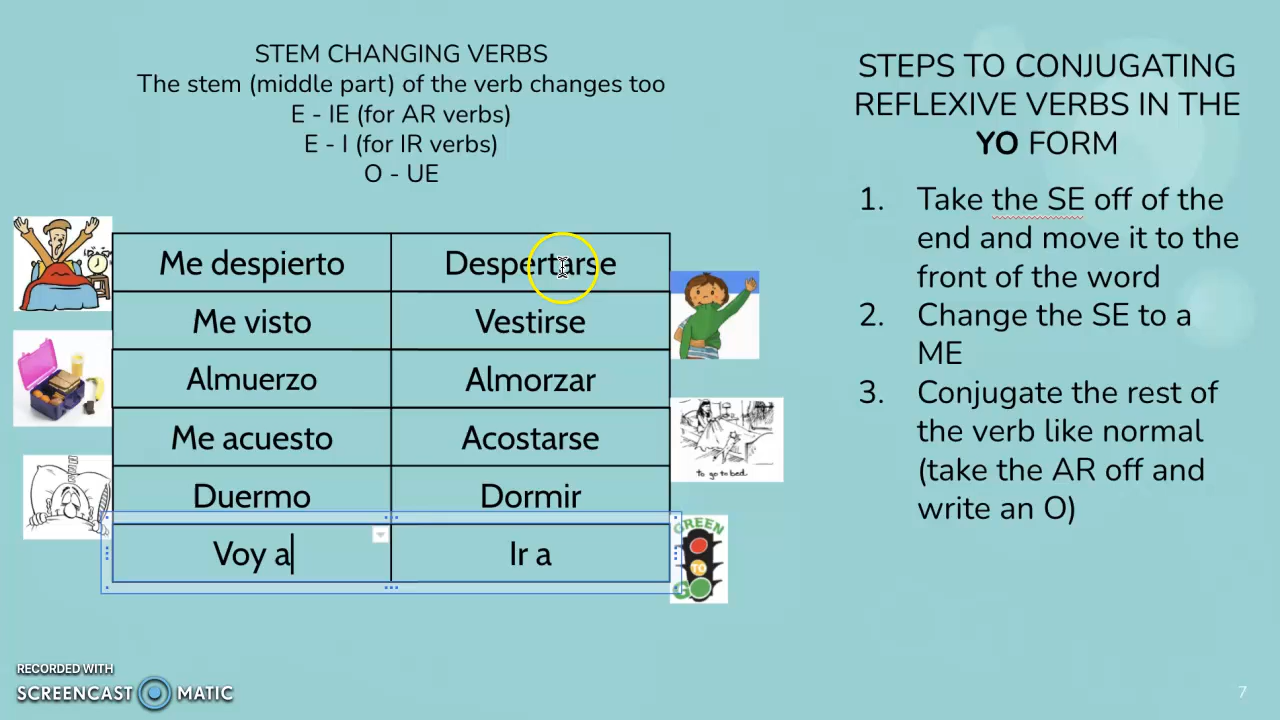 STEM CHANGING VERBS
The stem (middle part) of the verb changes too
E - IE (for AR verbs)
E - I (for IR verbs)
O - UE
Me despierto Despertarse
Me visto Vestirse
Almuerzo Almorzar
Me acuesto Acostarse
Duermo Dormir
Voy a Ir a
to go to bed
GREEN
TO
GO
STEPS TO CONJUGATING
REFLEXIVE VERBS IN THE
YO FORM
1. Take the SE off of the
end and move it to the
front of the word
2. Change the SE to a
ME
3. Conjugate the rest of
the verb like normal
(take the AR off and
write an O)
RECORDED WITH
SCREENCAST MATIC
7